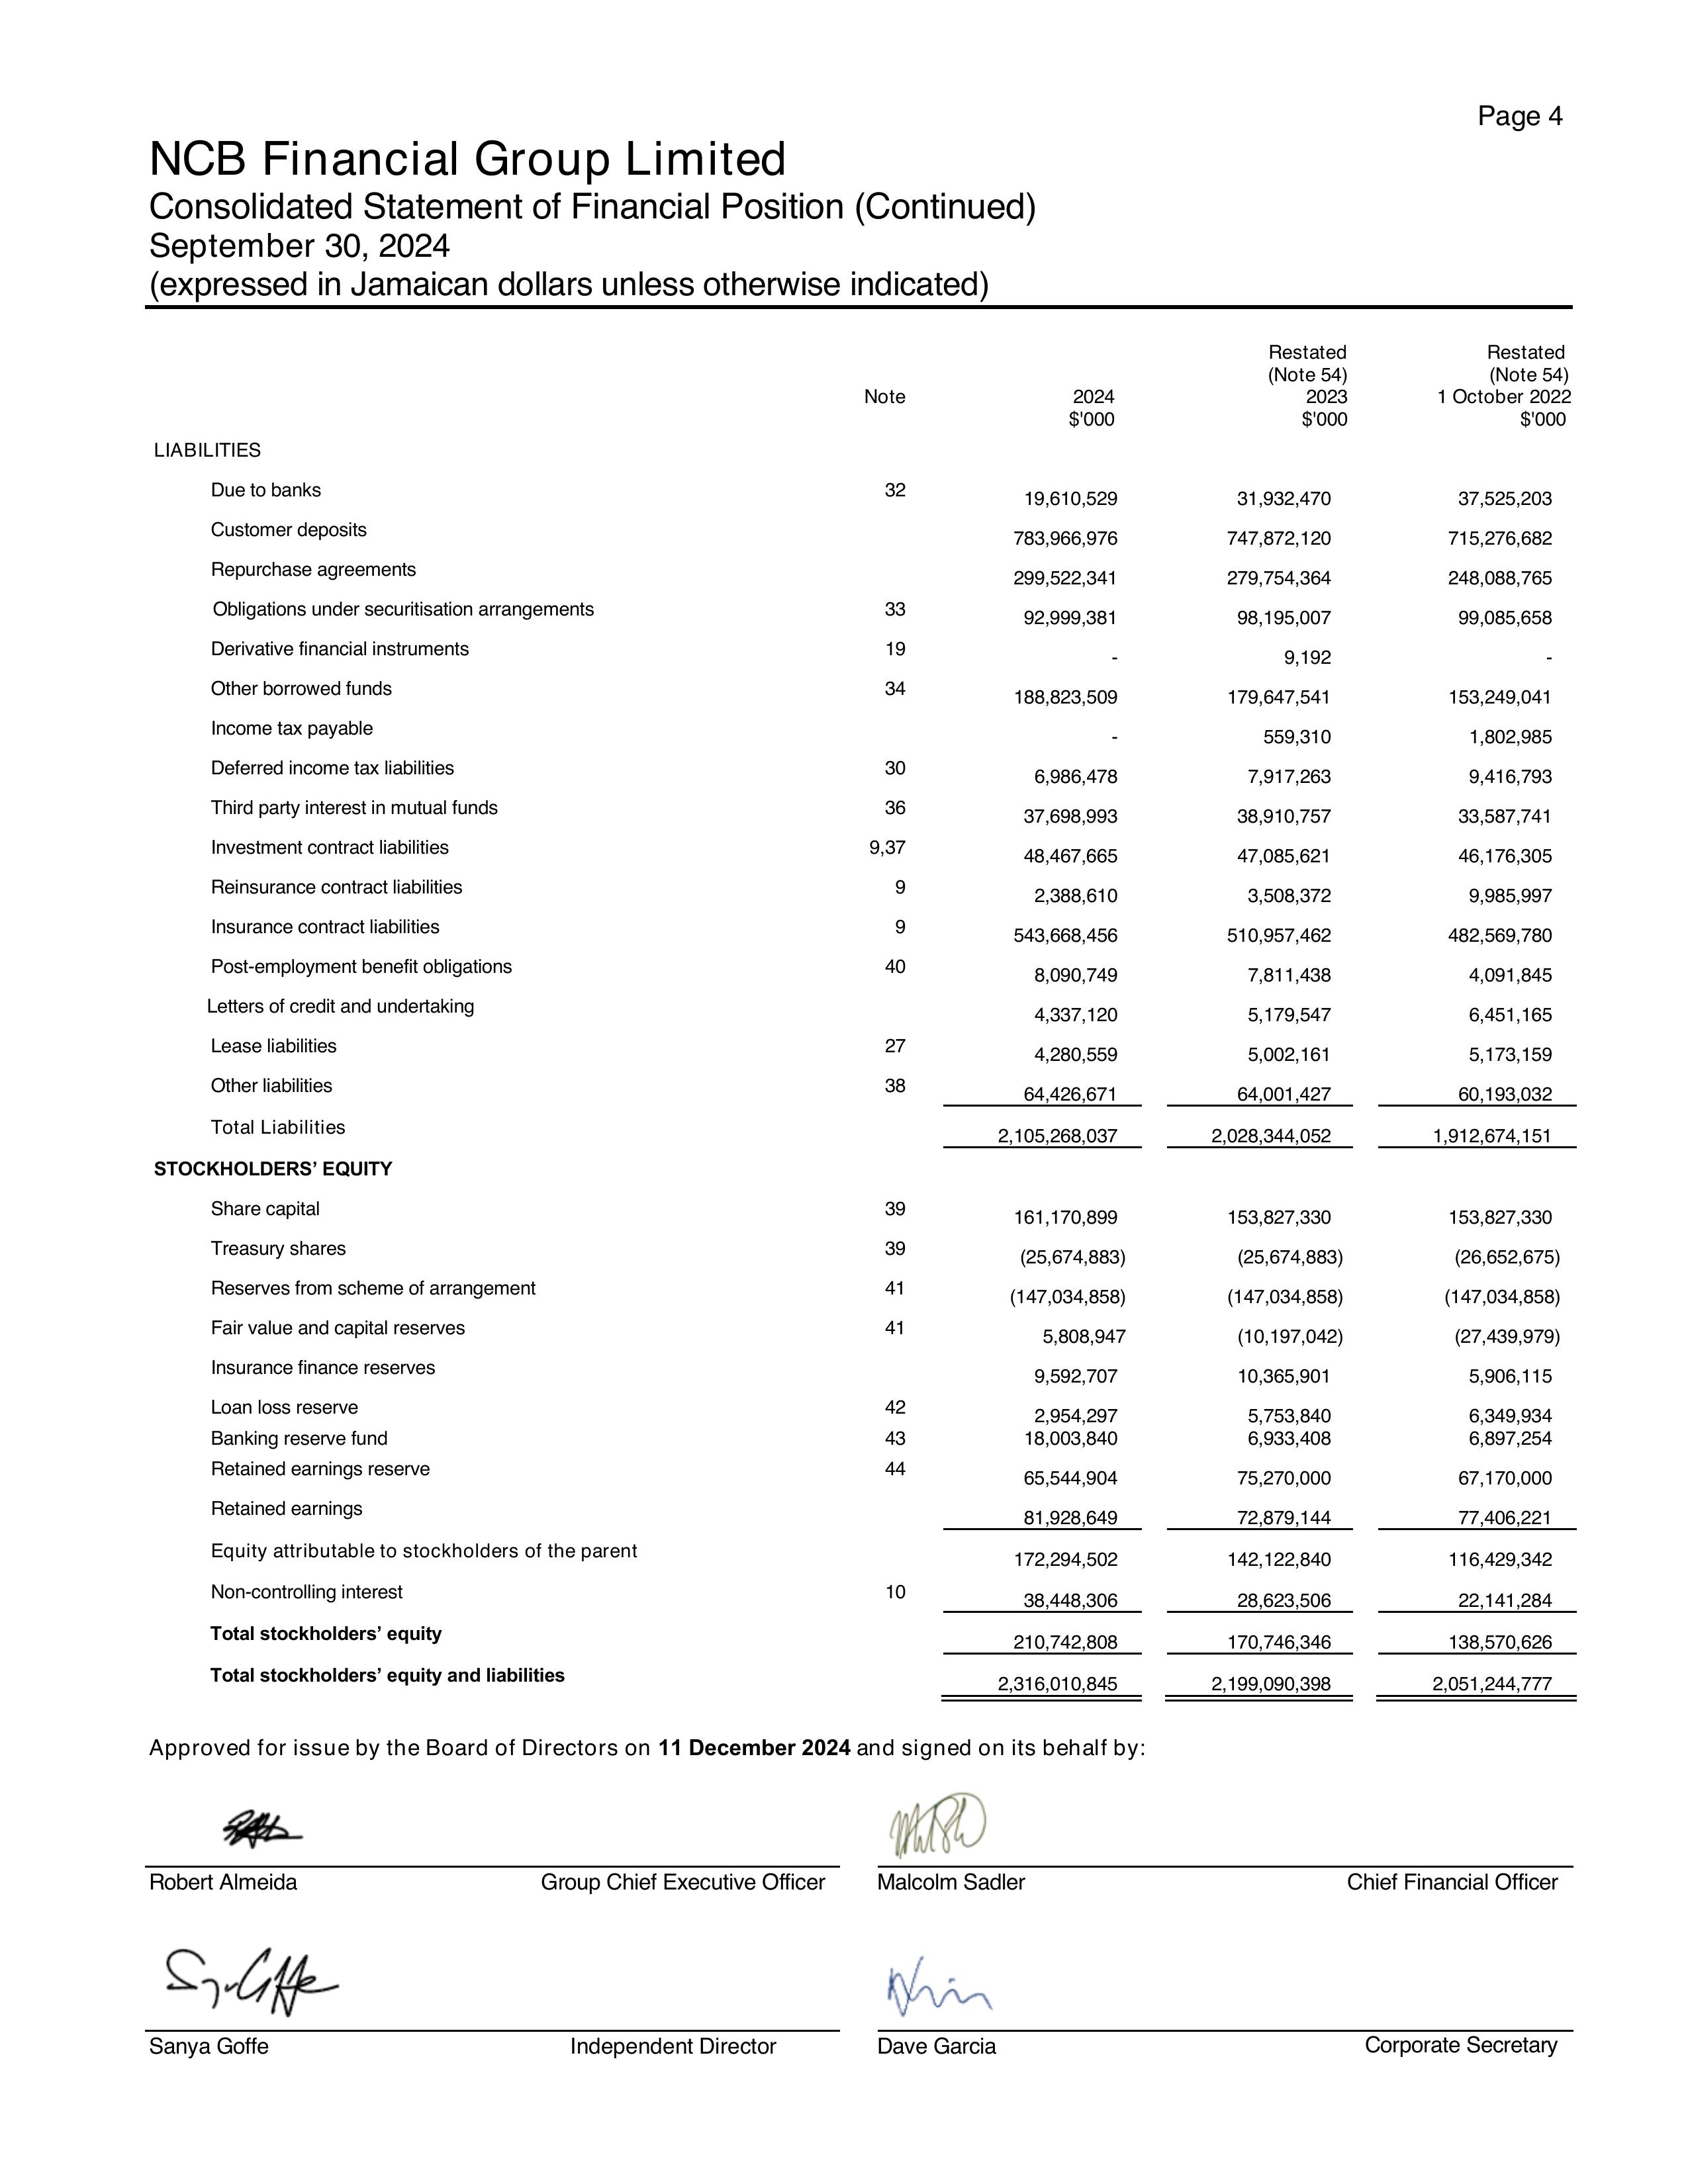 Page 4
NCB Financial Group Limited
Consolidated Statement of Financial Position (Continued)
September 30, 2024
(expressed in Jamaican dollars unless otherwise indicated)
Restated Restated
(Note 54) (Note 54)
Note 2024 2023 1 October 2022
$'000 $'000 $'000
LIABILITIES
Due to banks 32 19,610,529 31,932,470 37,525,203
Customer deposits 783,966,976 747,872,120 715,276,682
Repurchase agreements 299,522,341 279,754,364 248,088,765
Obligations under securitisation arrangements 33 92,999,381 98,195,007 99,085,658
Derivative financial instruments 19 - 9,192 -
Other borrowed funds 34 188,823,509 179,647,541 153,249,041
Income tax payable - 559,310 1,802,985
Deferred income tax liabilities 30 6,986,478 7,917,263 9,416,793
Third party interest in mutual funds 36 37,698,993 38,910,757 33,587,741
Investment contract liabilities 9,37 48,467,665 47,085,621 46,176,305
Reinsurance contract liabilities 9 2,388,610 3,508,372 9,985,997
Insurance contract liabilities 9 543,668,456 510,957,462 482,569,780
Post-employment benefit obligations 40 8,090,749 7,811,438 4,091,845
Letters of credit and undertaking 4,337,120 5,179,547 6,451,165
Lease liabilities 27 4,280,559 5,002,161 5,173,159
Other liabilities 38 64,426,671 64,001,427 60,193,032
Total Liabilities 2,105,268,037 2,028,344,052 1,912,674,151
STOCKHOLDERS’ EQUITY
Share capital 39 161,170,899 153,827,330 153,827,330
Treasury shares 39 (25,674,883) (25,674,883) (26,652,675)
Reserves from scheme of arrangement 41 (147,034,858) (147,034,858) (147,034,858)
Fair value and capital reserves 41 5,808,947 (10,197,042) (27,439,979)
Insurance finance reserves 9,592,707 10,365,901 5,906,115
Loan loss reserve 42 2,954,297 5,753,840 6,349,934
Banking reserve fund 43 18,003,840 6,933,408 6,897,254
Retained earnings reserve 44 65,544,904 75,270,000 67,170,000
Retained earnings 81,928,649 72,879,144 77,406,221
Equity attributable to stockholders of the parent 172,294,502 142,122,840 116,429,342
Non-controlling interest 10 38,448,306 28,623,506 22,141,284
Total stockholders’ equity 210,742,808 170,746,346 138,570,626
Total stockholders’ equity and liabilities 2,316,010,845 2,199,090,398 2,051,244,777
Approved for issue by the Board of Directors on 11 December 2024 and signed on its behalf by:
Robert Almeida Group Chief Executive Officer Malcolm Sadler Chief Financial Officer
Sanya Goffe Independent Director Dave Garcia Corporate Secretary